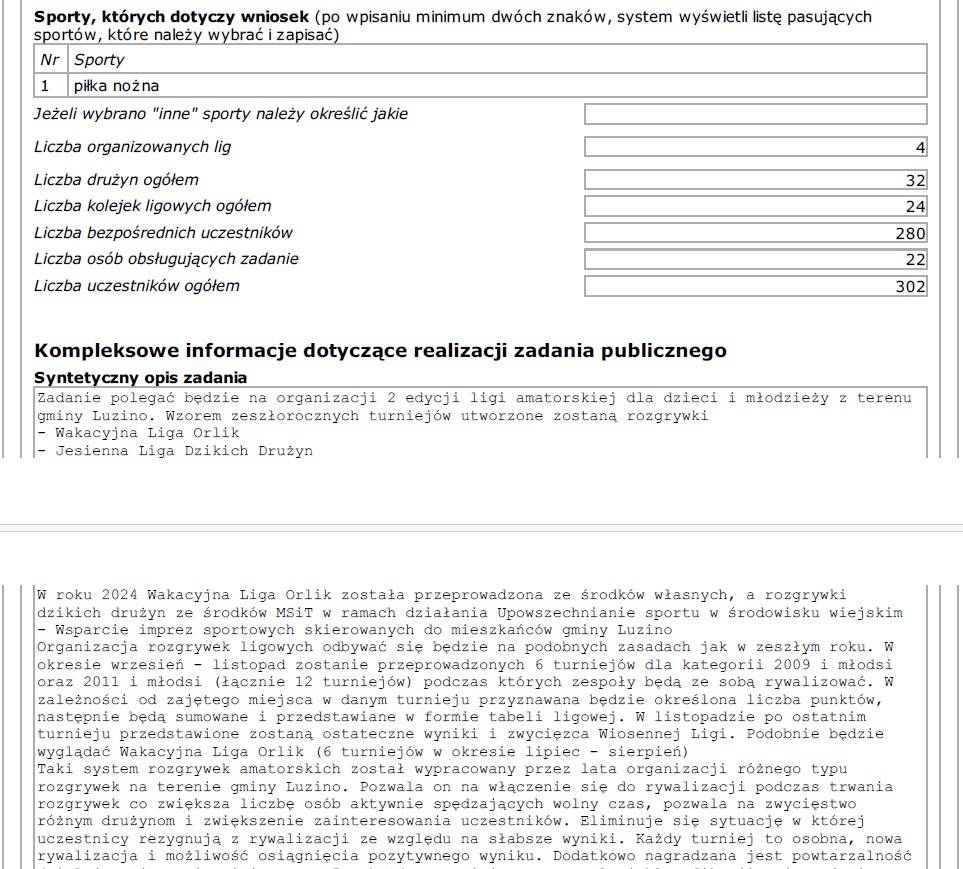 Sporty, których dotyczy wniosek (po wpisaniu minimum dwóch znaków, system wyświetli listę pasujących
sportów, które należy wybrać i zapisać)
Nr Sporty
1 piłka nożna
Jeżeli wybrano "inne" sporty należy określić jakie
Liczba organizowanych lig 4
Liczba drużyn ogółem 32
Liczba kolejek ligowych ogółem 24
Liczba bezpośrednich uczestników 280
Liczba osób obsługujących zadanie 22
Liczba uczestników ogółem 302
Kompleksowe informacje dotyczące realizacji zadania publicznego
Syntetyczny opis zadania
Zadanie polegać będzie na organizacji 2 edycji ligi amatorskiej dla dzieci i młodzieży z terenu
gminy Luzino. Wzorem zeszłorocznych turniejów utworzone zostaną rozgrywki
- Wakacyjna Liga Orlik
- Jesienna Liga Dzikich Drużyn
W roku 2024 Wakacyjna Liga Orlik została przeprowadzona ze środków własnych, a rozgrywki
dzikich drużyn ze środków MSiT w ramach działania Upowszechnianie sportu w środowisku wiejskim
- Wsparcie imprez sportowych skierowanych do mieszkańców gminy Luzino
Organizacja rozgrywek ligowych odbywać się będzie na podobnych zasadach jak w zeszłym roku. W
okresie wrzesień - listopad zostanie przeprowadzonych 6 turniejów dla kategorii 2009 i młodsi
oraz 2011 i młodsi (łącznie 12 turniejów) podczas których zespoły będą ze sobą rywalizować. W
zależności od zajętego miejsca w danym turnieju przyznawana będzie określona liczba punktów,
następnie będą sumowane i przedstawiane w formie tabeli ligowej. W listopadzie po ostatnim
turnieju przedstawione zostaną ostateczne wyniki i zwycięzca Wiosennej Ligi. Podobnie będzie
wyglądać Wakacyjna Liga Orlik (6 turniejów w okresie lipiec - sierpień)
Taki system rozgrywek amatorskich został wypracowany przez lata organizacji różnego typu
rozgrywek na terenie gminy Luzino. Pozwala on na włączenie się do rywalizacji podczas trwania
rozgrywek co zwiększa liczbę osób aktywnie spędzających wolny czas, pozwala na zwycięstwo
różnym drużynom i zwiększenie zainteresowania uczestników. Eliminuje się sytuację w której
uczestnicy rezygnują z rywalizacji ze względu na słabsze wyniki. Każdy turniej to osobna, nowa
rywalizacja i możliwość osiągnięcia pozytywnego wyniku. Dodatkowo nagradzana jest powtarzalność